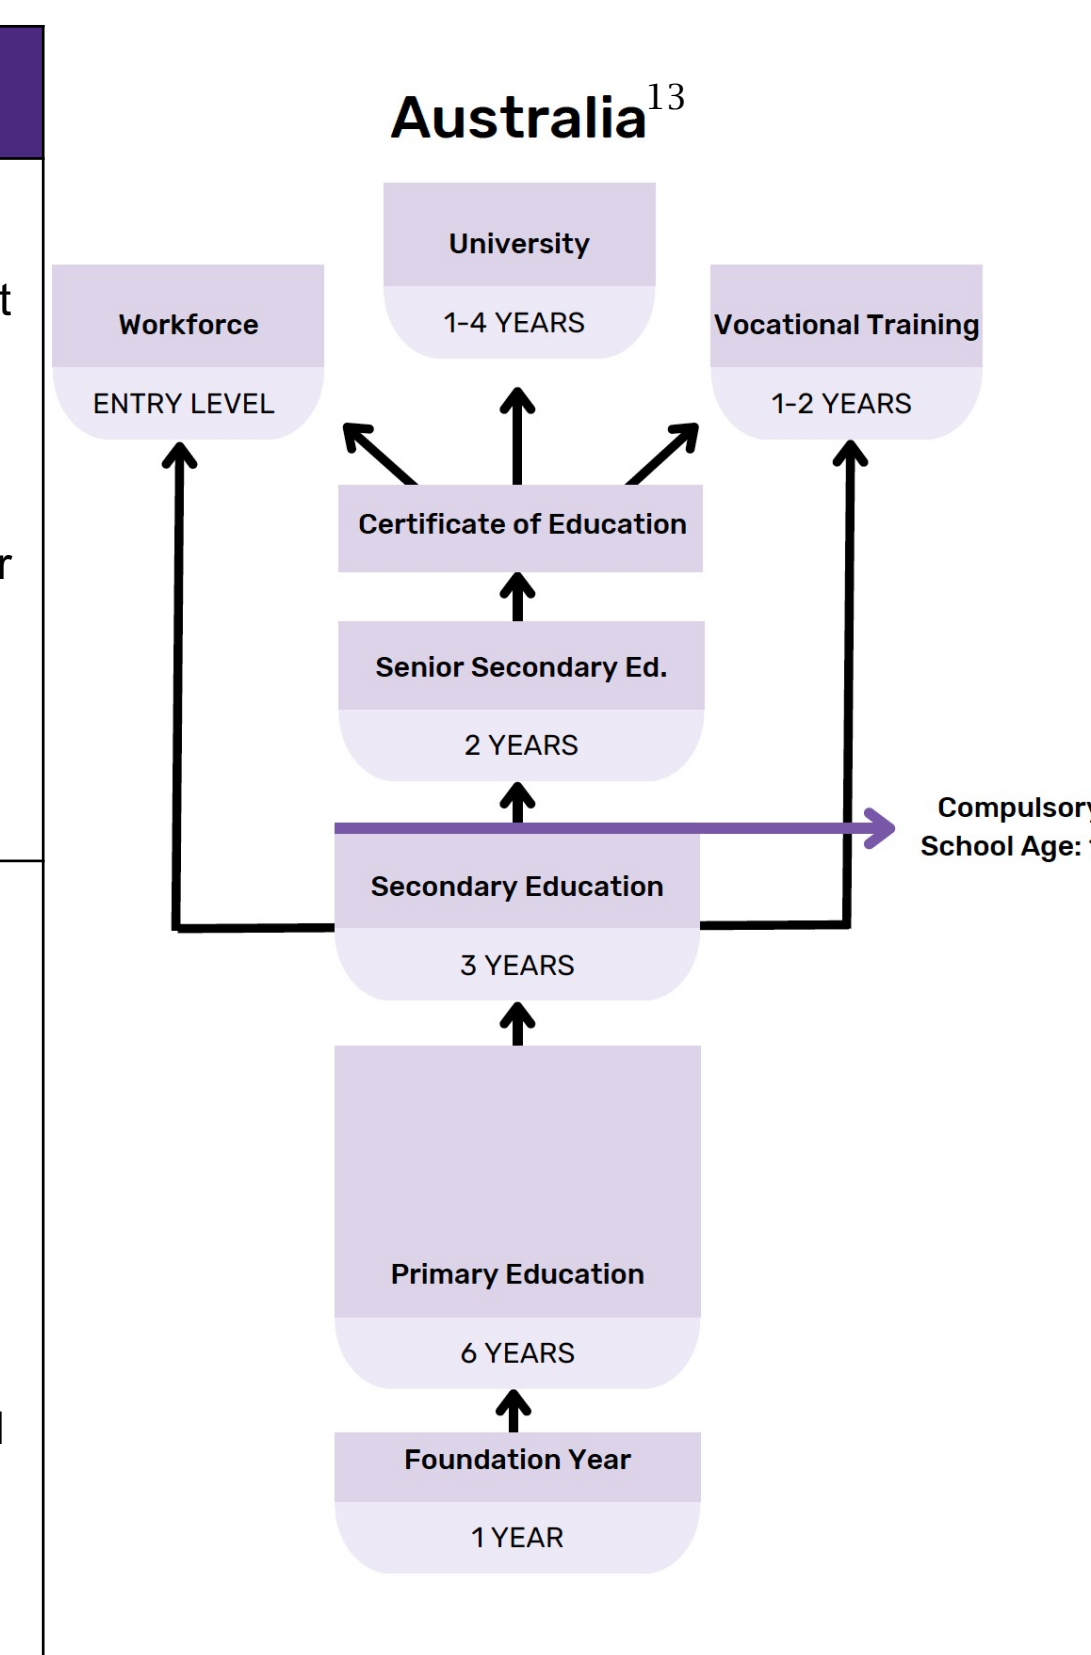 Australia13
University
1-4 YEARS
Workforce
ENTRY LEVEL
Vocational Training
1-2 YEARS
Certificate of Education
Senior Secondary Ed.
2 YEARS
Compulsory
School Age:
Secondary Education
3 YEARS
Primary Education
6 YEARS
Foundation Year
1 YEAR